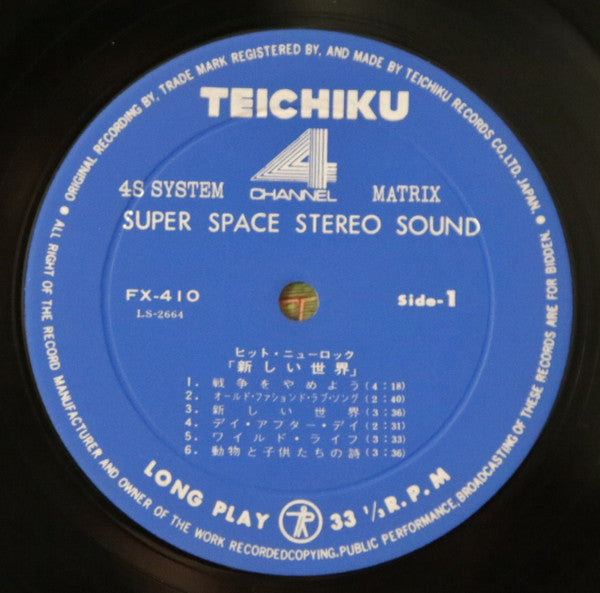 ORIGINAL RECORDING BY, TRADE MARK REGISTERED BY, AND MADE BY TEICHIKU RECORDS CO., LTD. JAPAN. ●
TEICHIKU
4
4S SYSTEM CHANNEL MATRIX
SUPER SPACE STEREO SOUND
FX-410 Side-1
LS-2664
ヒット・ニューロック
「新しい世界」
1. 戦争をやめよう (4:18)
2. オールド・ファッションド・ラブ・ソング (2:40)
3. 新しい世界 (3:36)
4. デイ・アフター・デイ (2:31)
5. ワイルド・ライフ (3:33)
6. 動物と子供たちの詩 (3:36)
LONG PLAY 33 ⅓ R.P.M
● ALL RIGHT OF THE RECORD MANUFACTURER AND OWNER OF THE WORK RECORDEDCOPYING. PUBLIC PERFORMANCE, BROADCASTING OF THESE RECORDS ARE FOR BIDDEN.